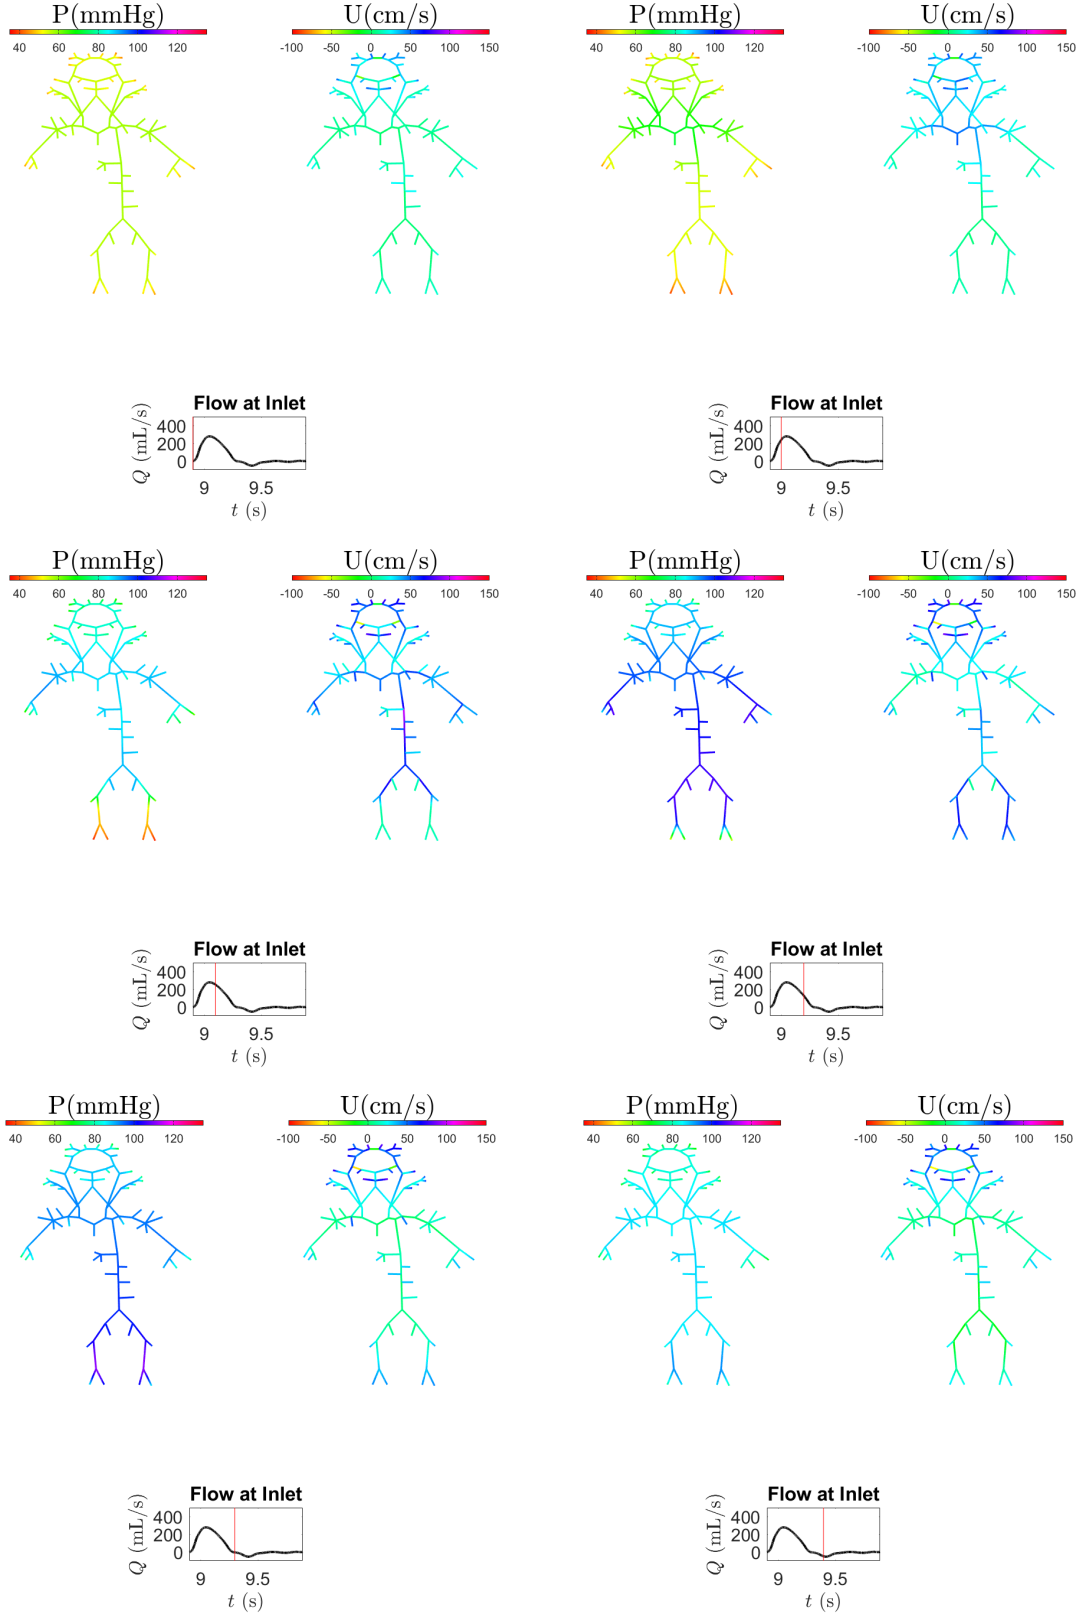 P(mmHg) U(cm/s) P(mmHg) U(cm/s)
40 60 80 100 120 -100 -50 0 50 100 150 40 60 80 100 120 -100 -50 0 50 100 150
Flow at Inlet Flow at Inlet
400 400
200 200
0 0
Q (mL/s) Q (mL/s)
9 9.5 9 9.5
t (s) t (s)
P(mmHg) U(cm/s) P(mmHg) U(cm/s)
40 60 80 100 120 -100 -50 0 50 100 150 40 60 80 100 120 -100 -50 0 50 100 150
Flow at Inlet Flow at Inlet
400 400
200 200
0 0
Q (mL/s) Q (mL/s)
9 9.5 9 9.5
t (s) t (s)
P(mmHg) U(cm/s) P(mmHg) U(cm/s)
40 60 80 100 120 -100 -50 0 50 100 150 40 60 80 100 120 -100 -50 0 50 100 150
Flow at Inlet Flow at Inlet
400 400
200 200
0 0
Q (mL/s) Q (mL/s)
9 9.5 9 9.5
t (s) t (s)